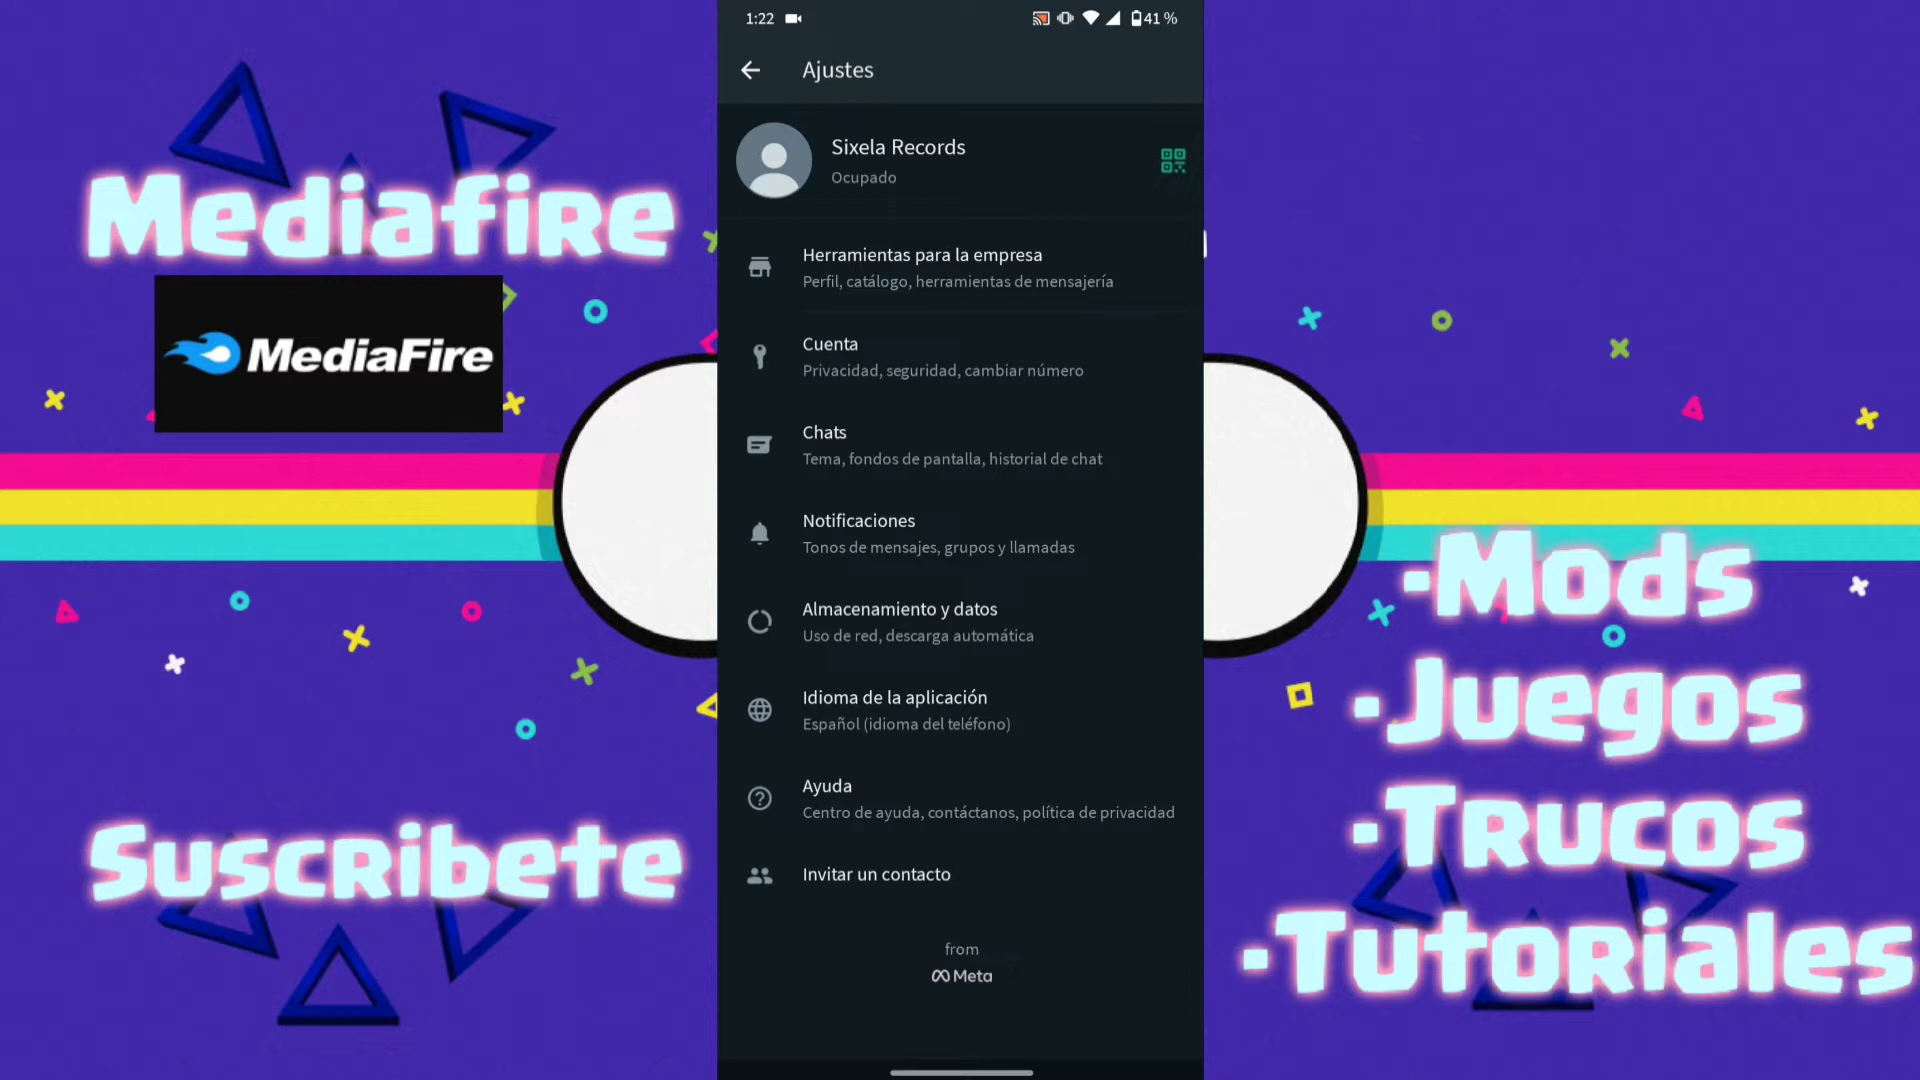 1:22
41 %
Ajustes
Sixela Records
Ocupado
Herramientas para la empresa
Perfil, catálogo, herramientas de mensajería
Cuenta
Privacidad, seguridad, cambiar número
Chats
Tema, fondos de pantalla, historial de chat
Notificaciones
Tonos de mensajes, grupos y llamadas
Almacenamiento y datos
Uso de red, descarga automática
Idioma de la aplicación
Español (idioma del teléfono)
Ayuda
Centro de ayuda, contáctanos, política de privacidad
Invitar un contacto
from
Meta
Mediafire
MediaFire
Suscribete
·Mods
·Juegos
·Trucos
·Tutoriales